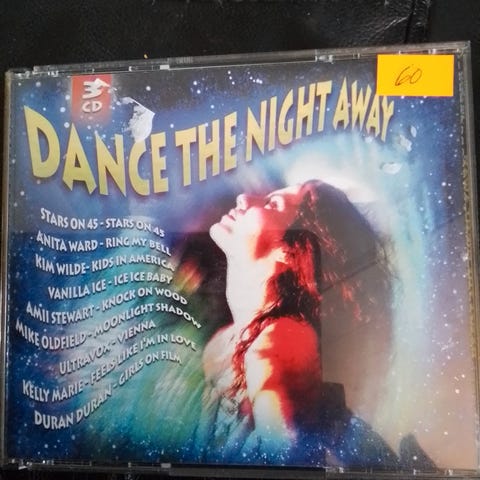 3
CD
60
DANCE THE NIGHT AWAY
STARS ON 45 - STARS ON 45
ANITA WARD - RING MY BELL
KIM WILDE - KIDS IN AMERICA
VANILLA ICE - ICE ICE BABY
AMII STEWART - KNOCK ON WOOD
MIKE OLDFIELD - MOONLIGHT SHADOW
ULTRAVOX - VIENNA
KELLY MARIE - FEELS LIKE I'M IN LOVE
DURAN DURAN - GIRLS ON FILM